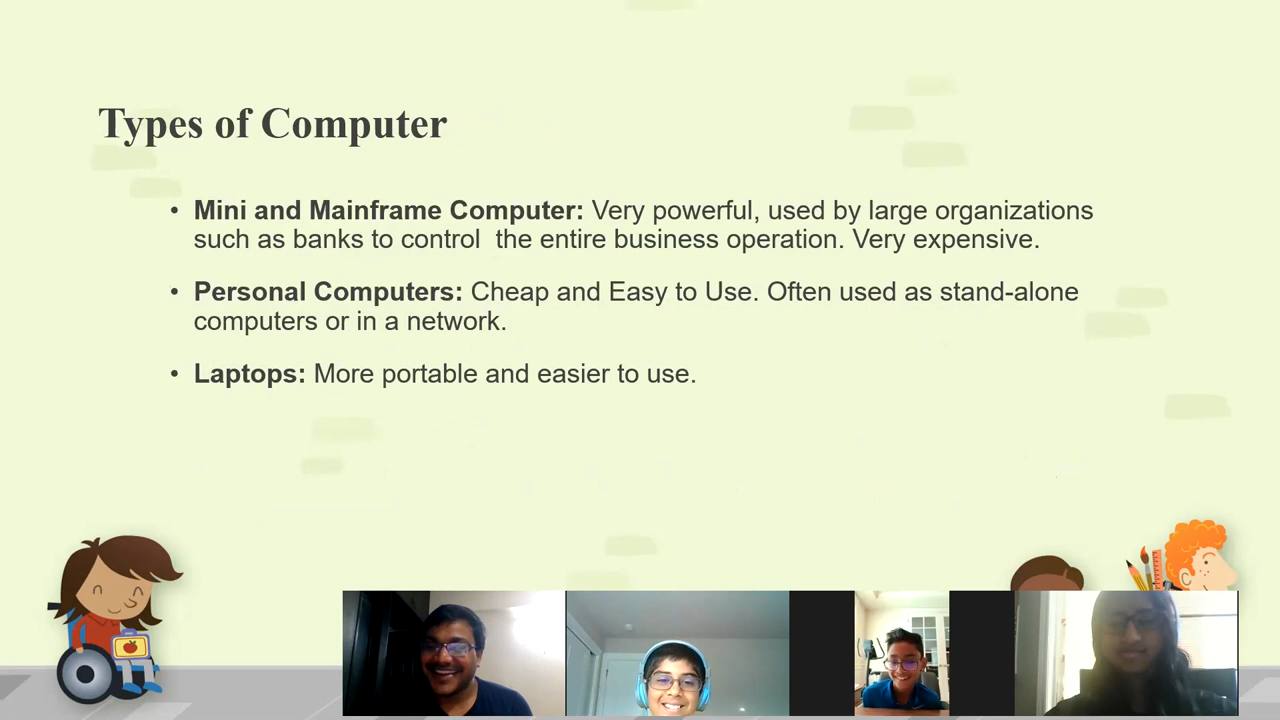 Types of Computer
• Mini and Mainframe Computer: Very powerful, used by large organizations
such as banks to control  the entire business operation. Very expensive.
• Personal Computers: Cheap and Easy to Use. Often used as stand-alone
computers or in a network.
• Laptops: More portable and easier to use.